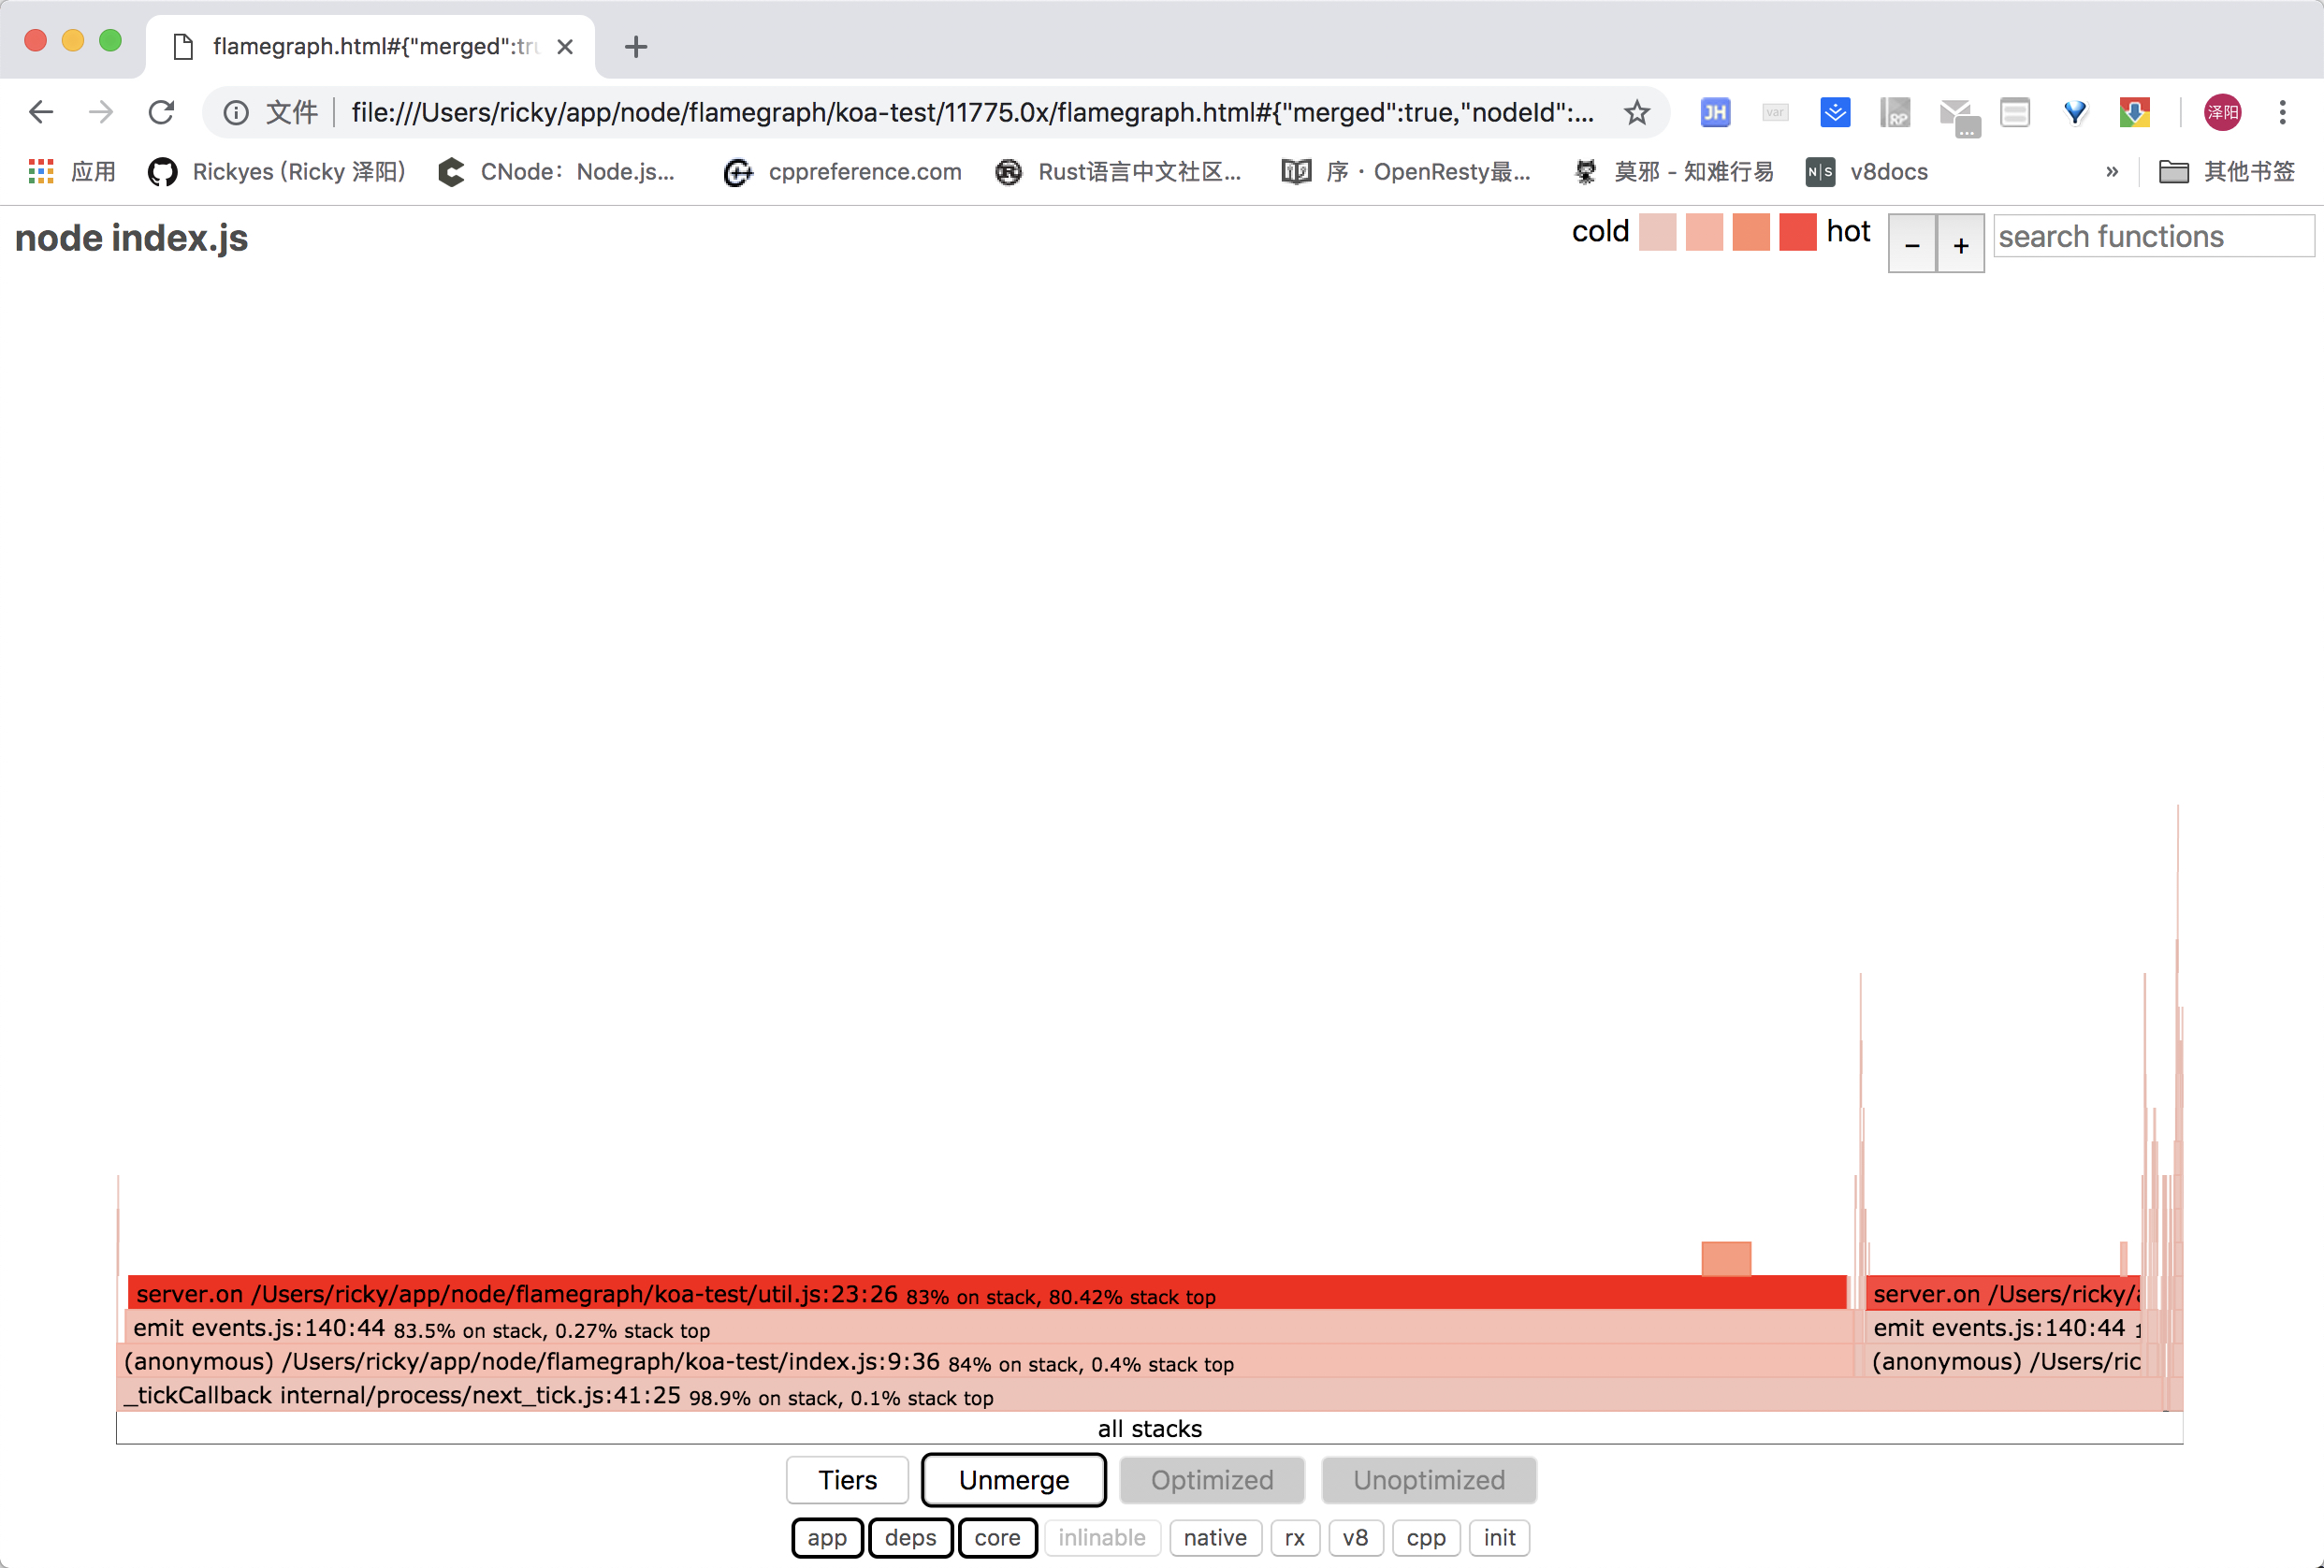 flamegraph.html#{"merged":tru
文件 file:///Users/ricky/app/node/flamegraph/koa-test/11775.0x/flamegraph.html#{"merged":true,"nodeId":... JH var RP 泽阳
应用 Rickyes (Ricky 泽阳) CNode：Node.js... cppreference.com Rust语言中文社区... 序 · OpenResty最... 莫邪 - 知难行易 N|S v8docs » 其他书签
node index.js cold hot - + search functions
server.on /Users/ricky/app/node/flamegraph/koa-test/util.js:23:26 83% on stack, 80.42% stack top server.on /Users/ricky/
emit events.js:140:44 83.5% on stack, 0.27% stack top emit events.js:140:44
(anonymous) /Users/ricky/app/node/flamegraph/koa-test/index.js:9:36 84% on stack, 0.4% stack top (anonymous) /Users/ric
_tickCallback internal/process/next_tick.js:41:25 98.9% on stack, 0.1% stack top
all stacks
Tiers Unmerge Optimized Unoptimized
app deps core inlinable native rx v8 cpp init